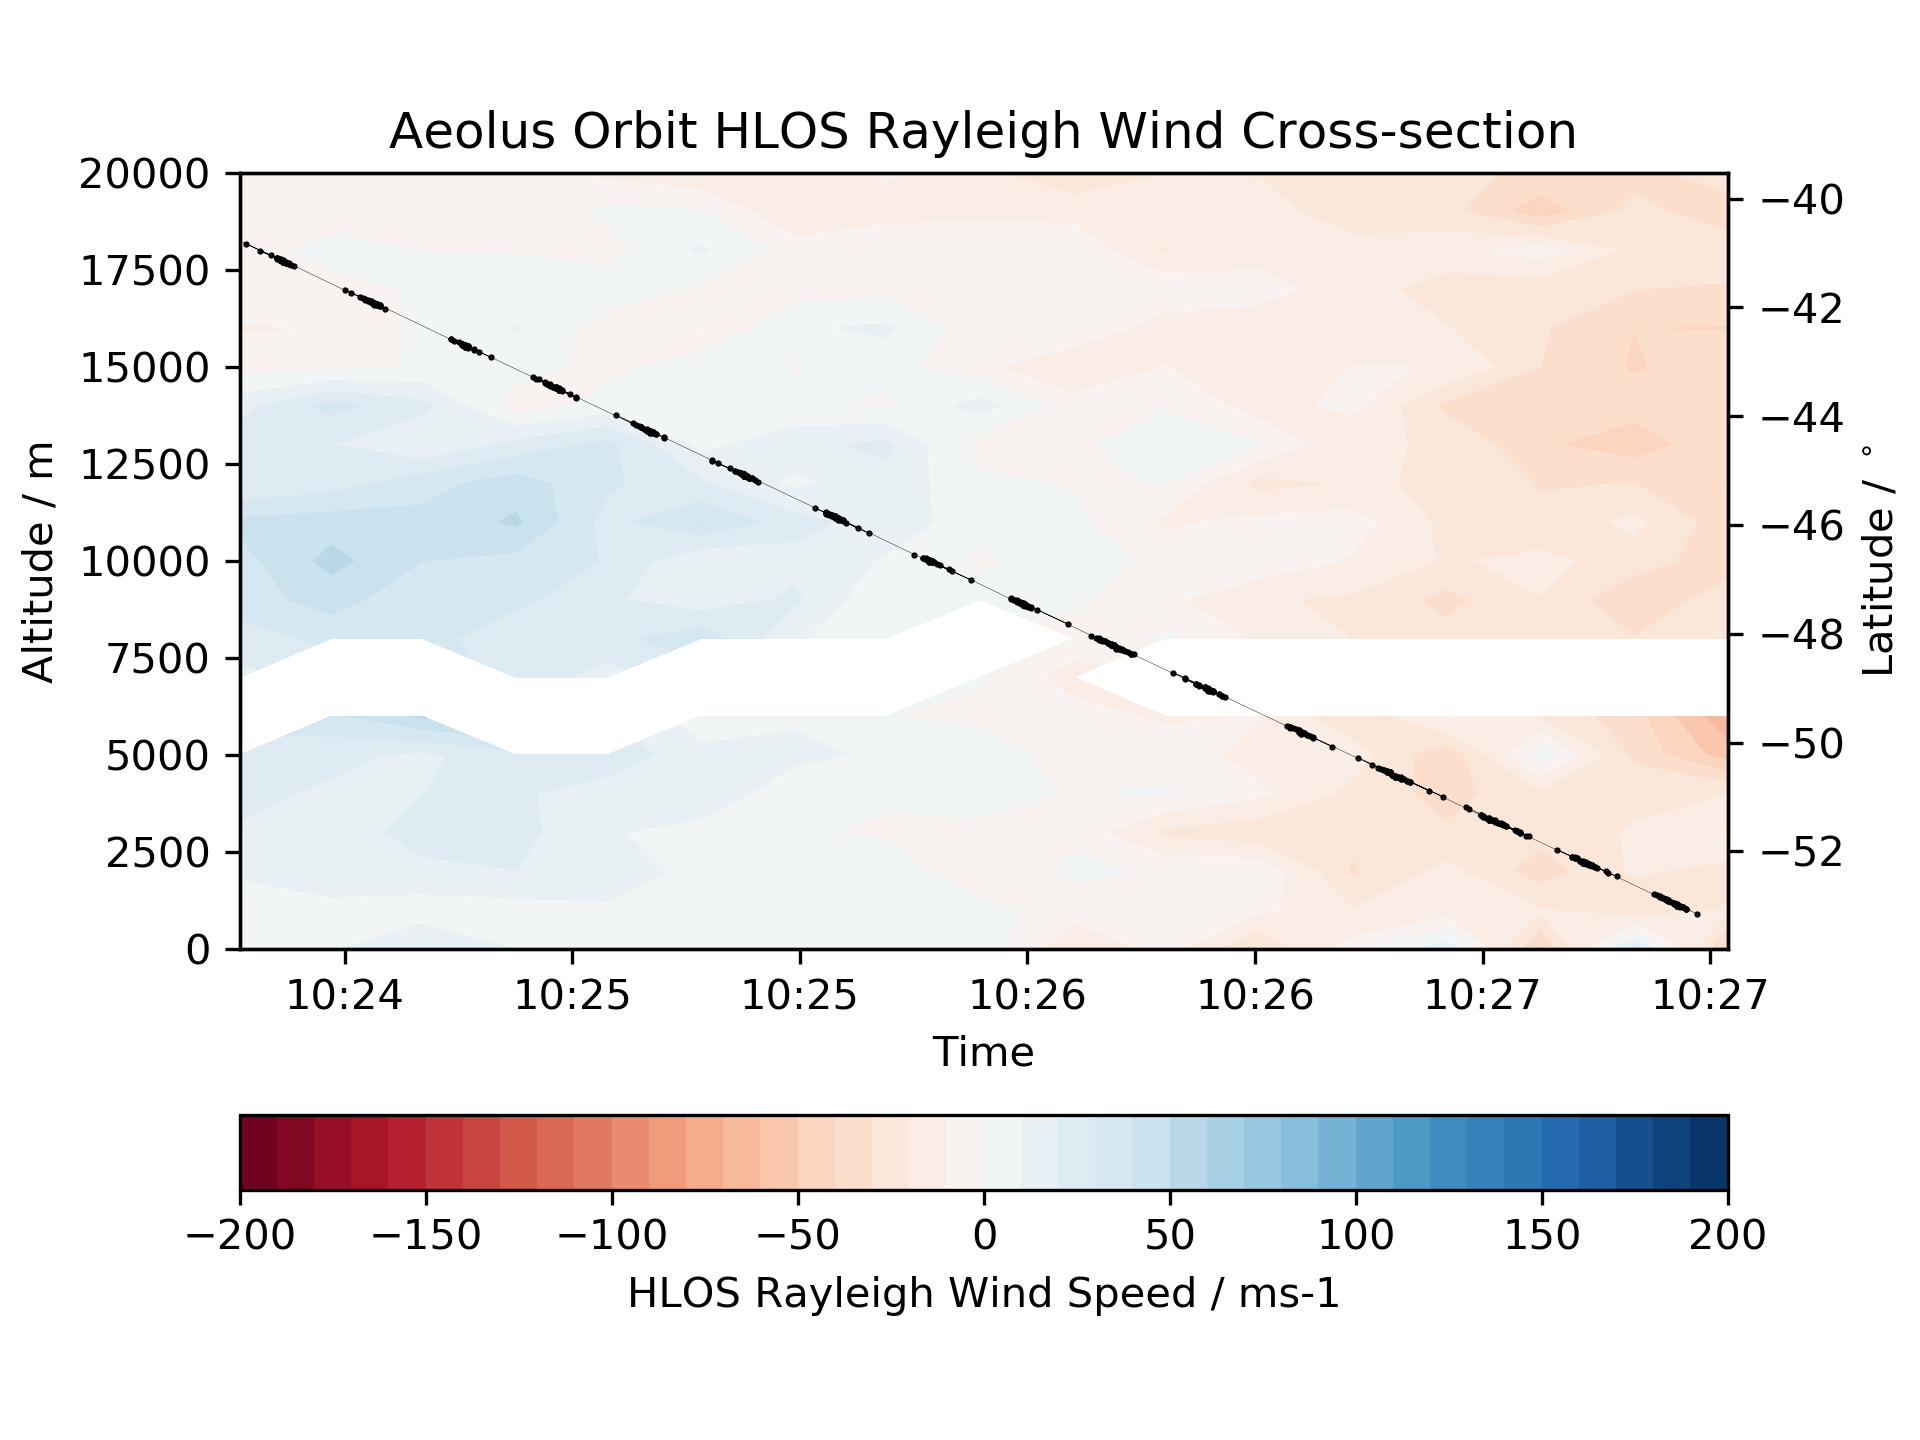 Aeolus Orbit HLOS Rayleigh Wind Cross-section
20000
17500
15000
12500
10000
7500
5000
2500
0
Altitude / m
−40
−42
−44
−46
−48
−50
−52
Latitude / °
10:24 10:25 10:25 10:26 10:26 10:27 10:27
Time
−200 −150 −100 −50 0 50 100 150 200
HLOS Rayleigh Wind Speed / ms-1